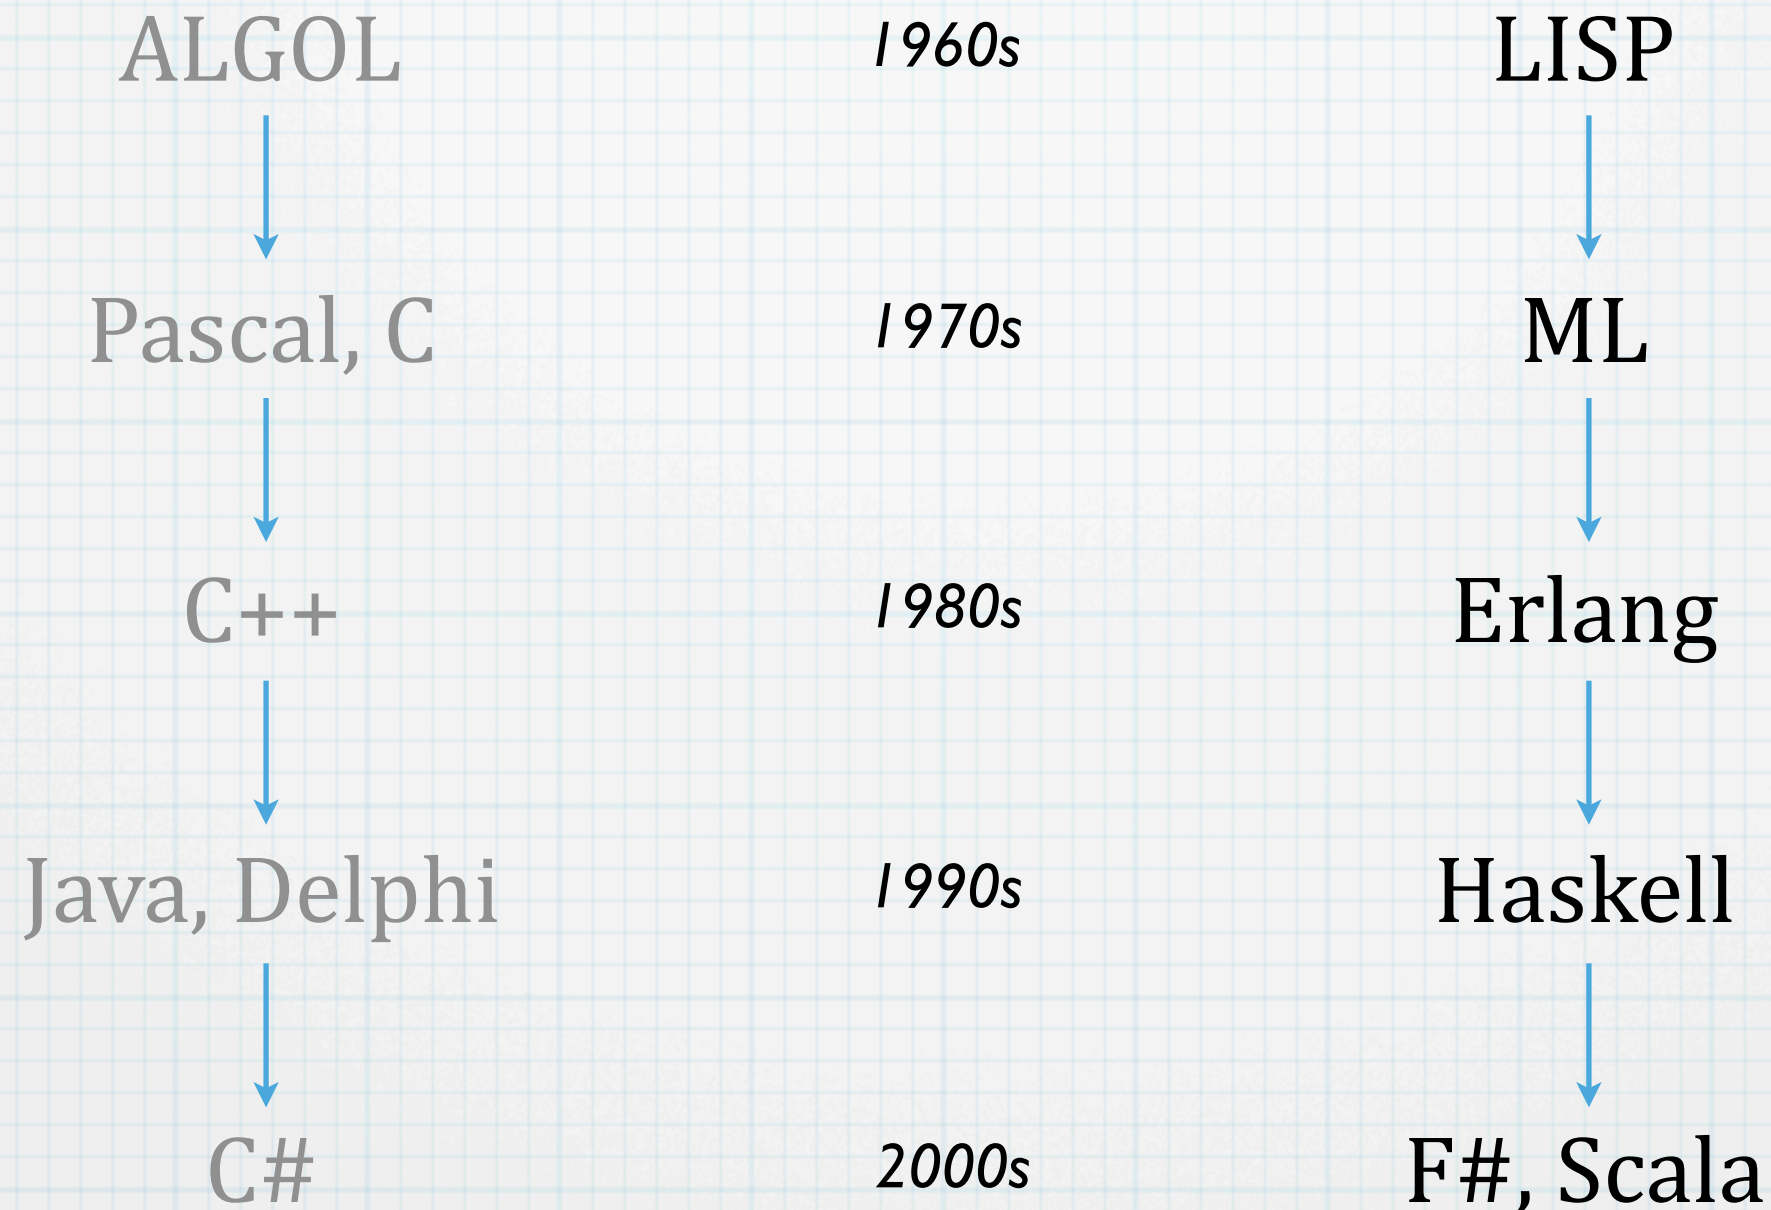 ALGOL 1960s LISP
Pascal, C 1970s ML
C++ 1980s Erlang
Java, Delphi 1990s Haskell
C# 2000s F#, Scala